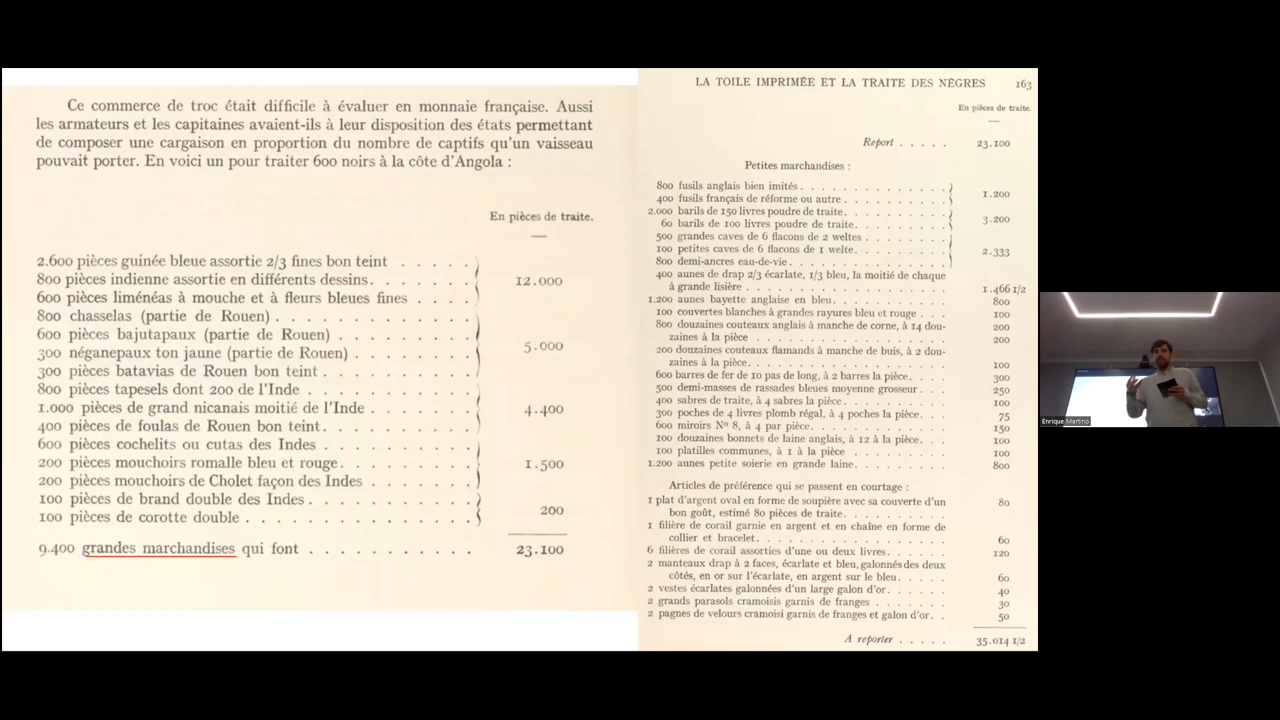 Ce commerce de troc était difficile à évaluer en monnaie française. Aussi
les armateurs et les capitaines avaient-ils à leur disposition des états permettant
de composer une cargaison en proportion du nombre de captifs qu'un vaisseau
pouvait porter. En voici un pour traiter 600 noirs à la côte d'Angola :
En pièces de traite.
2.600 pièces guinée bleue assortie 2/3 fines bon teint . . . . .
800 pièces indienne assortie en différents dessins. . . . . . . 12.000
600 pièces liménéas à mouche et à fleurs bleues fines . . . .
800 chasselas (partie de Rouen) . . . . . . . . . . . .
600 pièces bajutapaux (partie de Rouen) . . . . . . . . .
300 néganepaux ton jaune (partie de Rouen) . . . . . . . . 5.000
300 pièces batavias de Rouen bon teint . . . . . . . . . .
800 pièces tapesels dont 200 de l'Inde . . . . . . . . . .
1.000 pièces de grand nicanais moitié de l'Inde . . . . . . . 4.400
400 pièces de foulas de Rouen bon teint. . . . . . . . . .
600 pièces cochelits ou cutas des Indes . . . . . . . . . .
200 pièces mouchoirs romalle bleu et rouge. . . . . . . . . 1.500
200 pièces mouchoirs de Cholet façon des Indes . . . . . . .
100 pièces de brand double des Indes . . . . . . . . . . . 200
100 pièces de corotte double . . . . . . . . . . . . . .
9.400 grandes marchandises qui font . . . . . . . . . . 23.100
LA TOILE IMPRIMÉE ET LA TRAITE DES NÈGRES 163
En pièces de traite.
Report . . . . . 23.100
Petites marchandises :
800 fusils anglais bien imités . . . . . . . . . . . . . 1.200
400 fusils français de réforme ou autre . . . . . . . . . .
2.000 barils de 150 livres poudre de traite. . . . . . . . . . 3.200
60 barils de 100 livres poudre de traite. . . . . . . . . .
500 grandes caves de 6 flacons de 2 weltes . . . . . . . . .
100 petites caves de 6 flacons de 1 welte. . . . . . . . . . 2.333
800 demi-ancres eau-de-vie. . . . . . . . . . . . . . .
400 aunes de drap 2/3 écarlate, 1/3 bleu, la moitié de chaque
à grande lisière . . . . . . . . . . . . . . . . . 1.466 1/2
1.200 aunes bayette anglaise en bleu. . . . . . . . . . . . 800
100 couvertes blanches à grandes rayures bleu et rouge . . . 100
800 douzaines couteaux anglais à manche de corne, à 14 dou- 200
zaines à la pièce . . . . . . . . . . . . . . . . 200
200 douzaines couteaux flamands à manche de buis, à 2 dou-
zaines à la pièce. . . . . . . . . . . . . . . . . 100
600 barres de fer de 10 pas de long, à 2 barres la pièce. . . . 300
500 demi-masses de rassades bleues moyenne grosseur . . . . 250
400 sabres de traite, à 4 sabres la pièce . . . . . . . . . . 100
300 poches de 4 livres plomb régal, à 4 poches la pièce. . . . 75
600 miroirs Nº 8, à 4 par pièce. . . . . . . . . . . . . 150
100 douzaines bonnets de laine anglais, à 12 à la pièce. . . . 100
100 platilles communes, à 1 à la pièce . . . . . . . . . . 100
1.200 aunes petite soierie en grande laine. . . . . . . . . . 800
Articles de préférence qui se passent en courtage :
1 plat d'argent oval en forme de soupière avec sa couverte d'un 80
bon goût, estimé 80 pièces de traite. . . . . . . . . .
1 filière de corail garnie en argent et en chaîne en forme de
collier et bracelet. . . . . . . . . . . . . . . . . 60
6 filières de corail assorties d'une ou deux livres. . . . . . 120
2 manteaux drap à 2 faces, écarlate et bleu, galonnés des deux
côtés, en or sur l'écarlate, en argent sur le bleu. . . . . 60
2 vestes écarlates galonnées d'un large galon d'or. . . . . . 40
2 grands parasols cramoisis garnis de franges . . . . . . . 30
2 pagnes de velours cramoisi garnis de franges et galon d'or. . 50
A reporter . . . . . 35.014 1/2
Enrique Martino